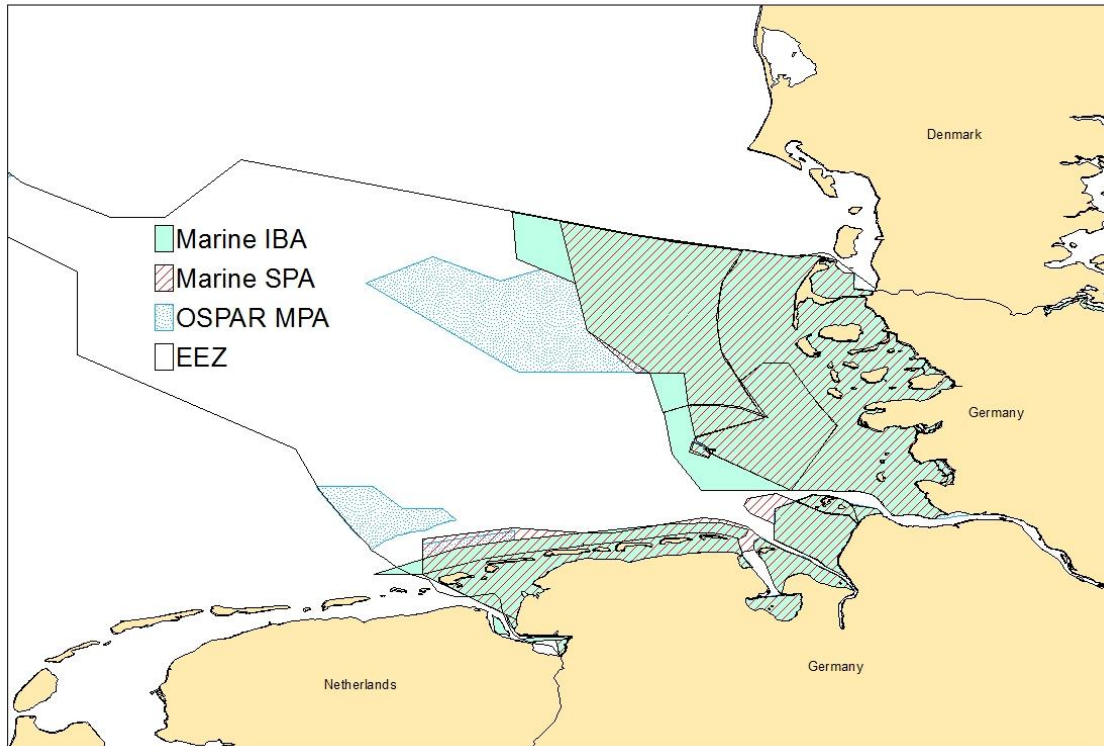 Denmark
Marine IBA
Marine SPA
OSPAR MPA
EEZ
Germany
Germany
Netherlands